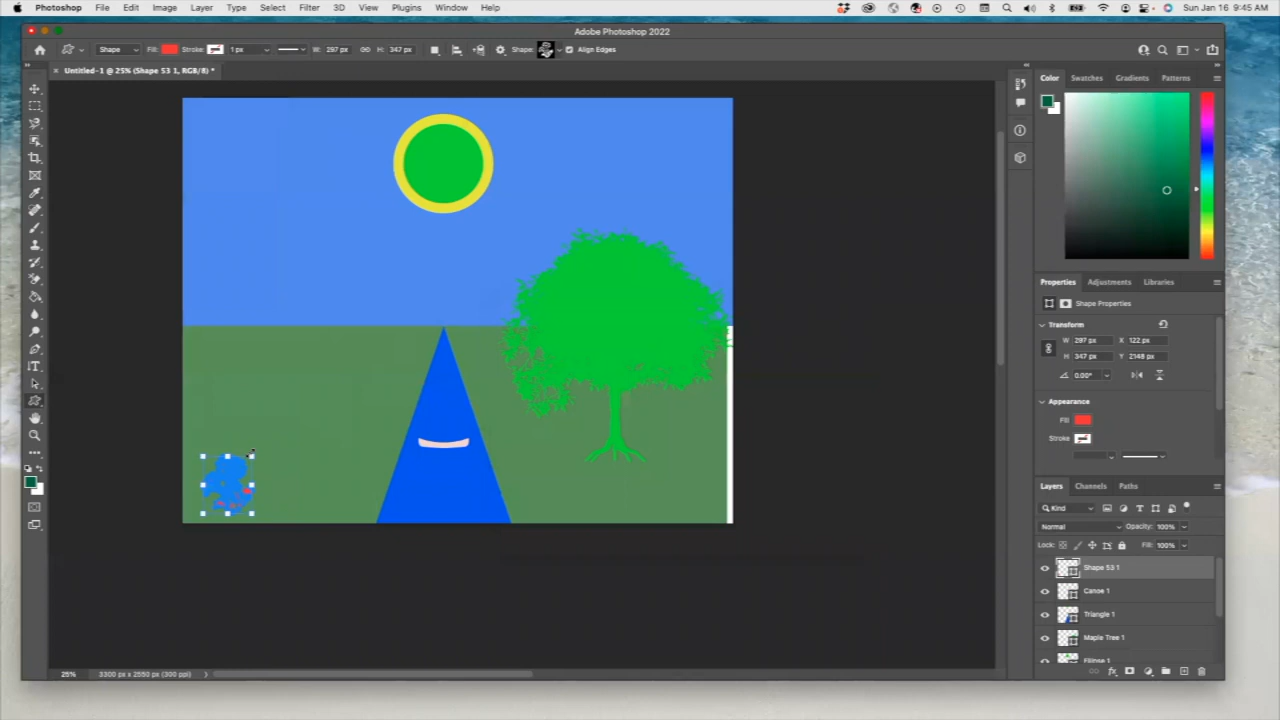 Photoshop File Edit Image Layer Type Select Filter 3D View Plugins Window Help Sun Jan 16 9:45 AM
Adobe Photoshop 2022
Shape Fill: Stroke: 1 px W: 297 px H: 347 px Shape: Align Edges
Untitled-1 @ 25% (Shape 53 1, RGB/8) *
Color Swatches Gradients Patterns
Properties Adjustments Libraries
Shape Properties
Transform
W 297 px X 122 px
H 347 px Y 2148 px
0.00°
Appearance
Fill
Stroke
Layers Channels Paths
Kind
Normal Opacity: 100%
Lock: Fill: 100%
Shape 53 1
Canoe 1
Triangle 1
Maple Tree 1
Ellipse 1
25% 3300 px x 2550 px (300 ppi)